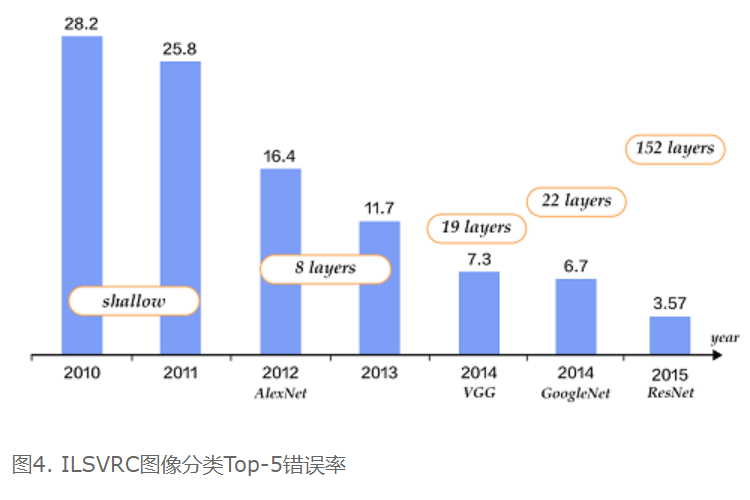 28.2
25.8
16.4
11.7
7.3
6.7
3.57
shallow
8 layers
19 layers
22 layers
152 layers
year
2010
2011
2012
2013
2014
2014
2015
AlexNet
VGG
GoogleNet
ResNet
图4. ILSVRC图像分类Top-5错误率